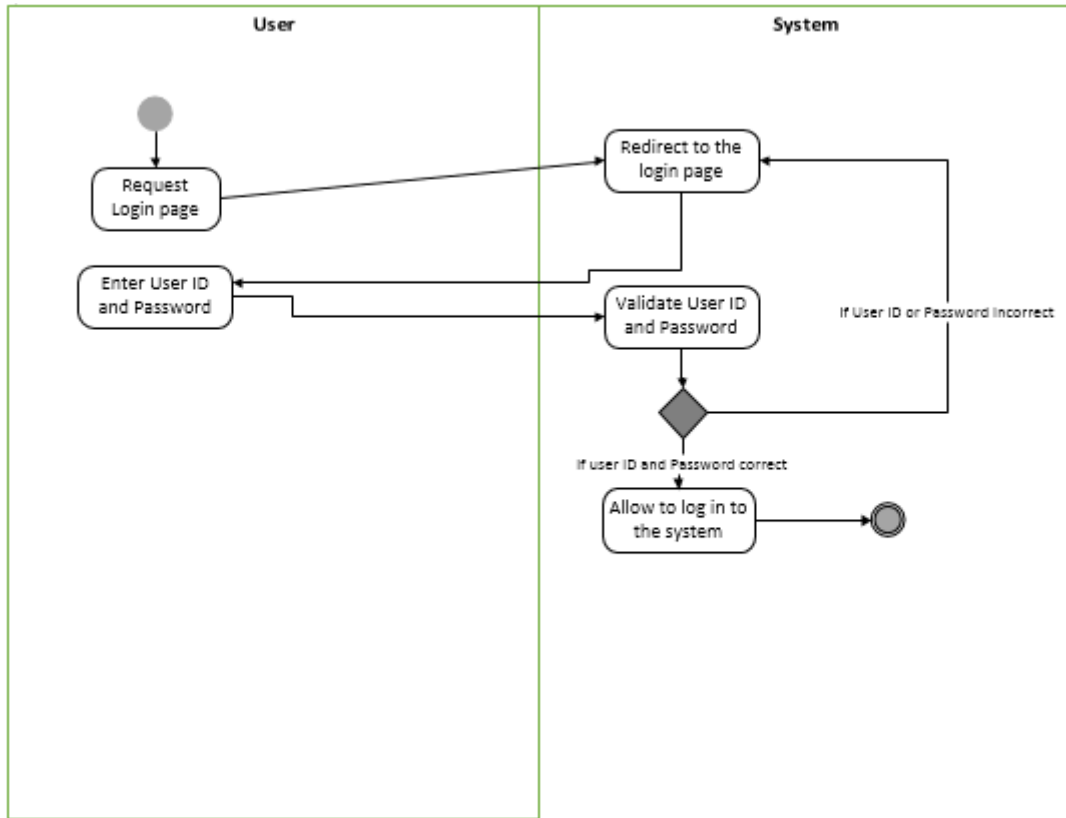 User
System
Request
Login page
Redirect to the
login page
Enter User ID
and Password
Validate User ID
and Password
If User ID or Password Incorrect
If user ID and Password correct
Allow to log in to
the system